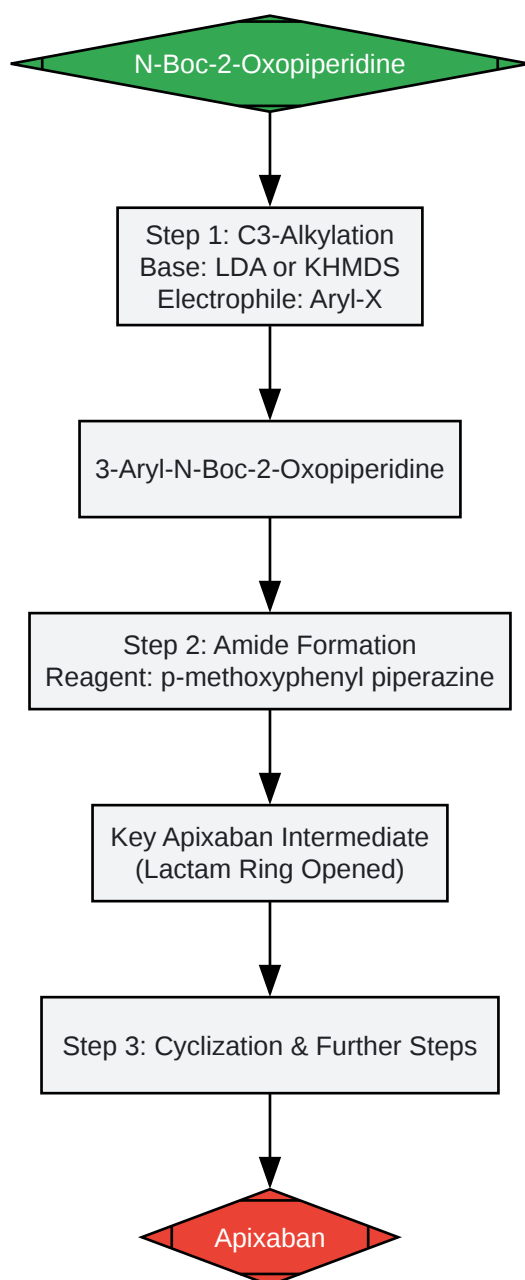 N-Boc-2-Oxopiperidine
Step 1: C3-Alkylation
Base: LDA or KHMDS
Electrophile: Aryl-X
3-Aryl-N-Boc-2-Oxopiperidine
Step 2: Amide Formation
Reagent: p-methoxyphenyl piperazine
Key Apixaban Intermediate
(Lactam Ring Opened)
Step 3: Cyclization & Further Steps
Apixaban